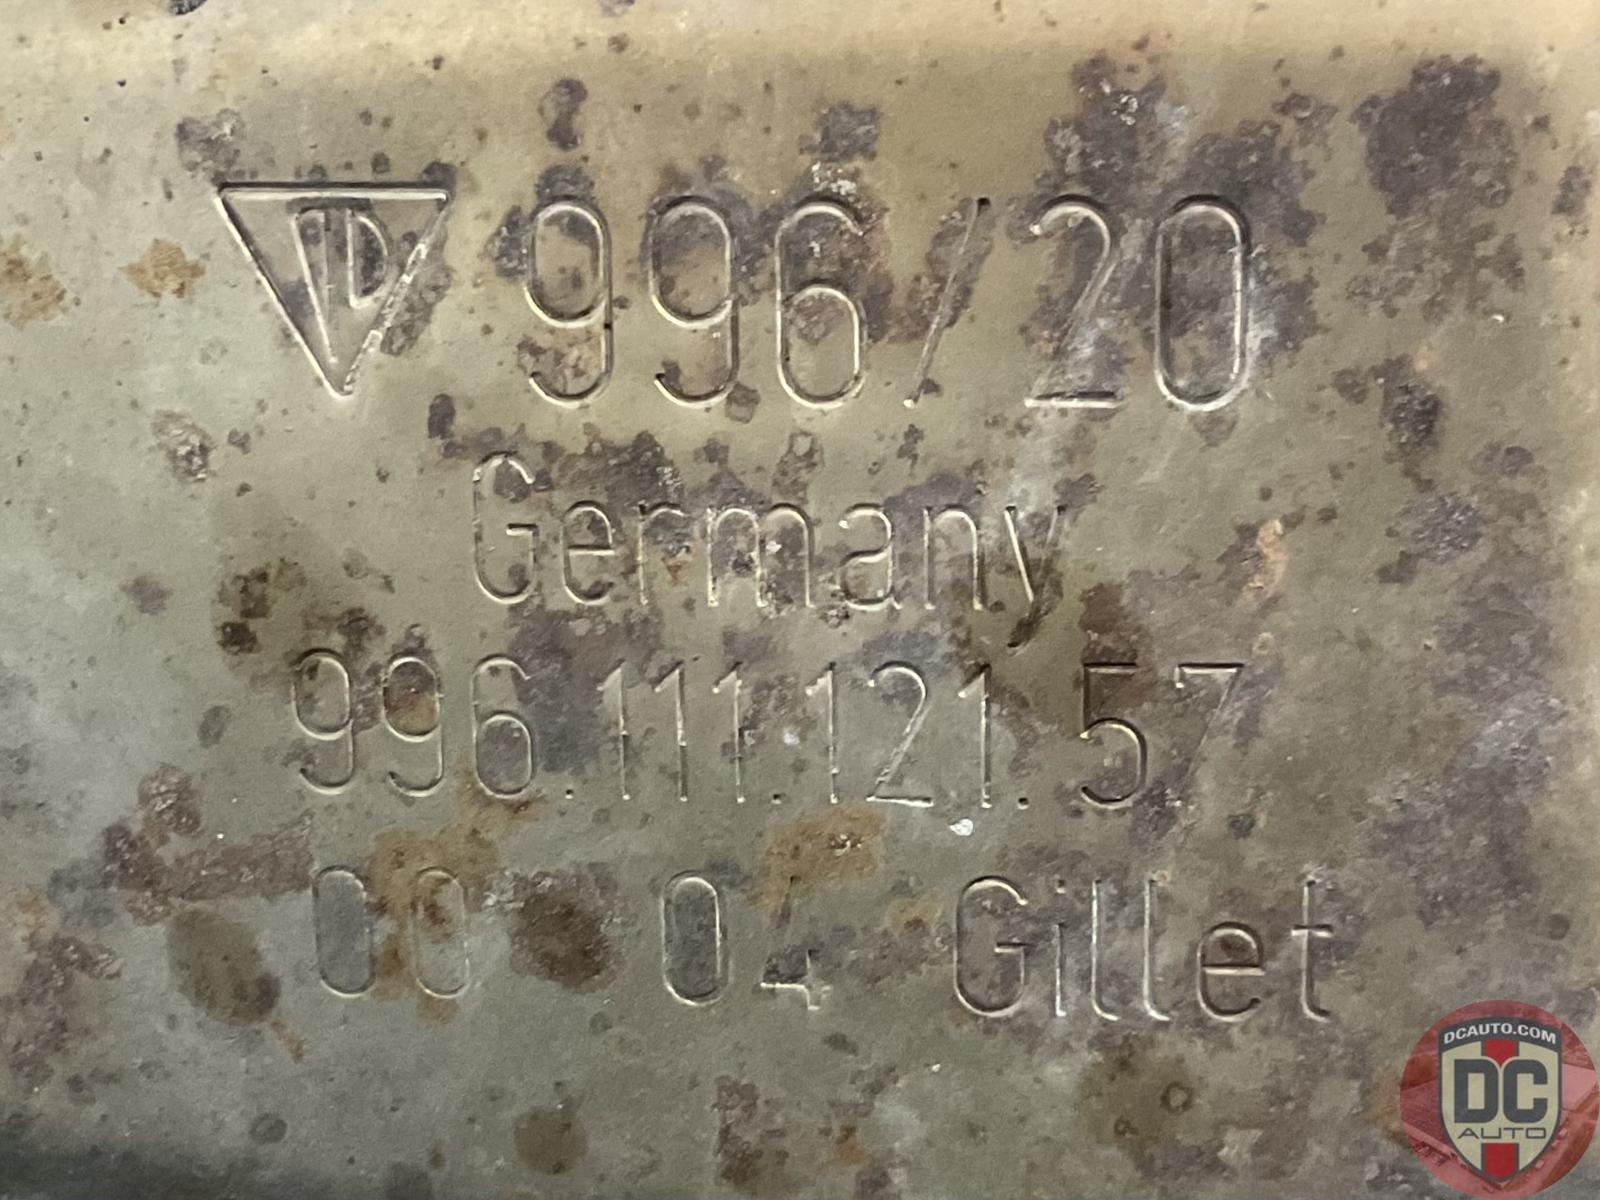 996/20
Germany
996.111.121.57
00 04 Gillet
DCAUTO.COM
DC
AUTO